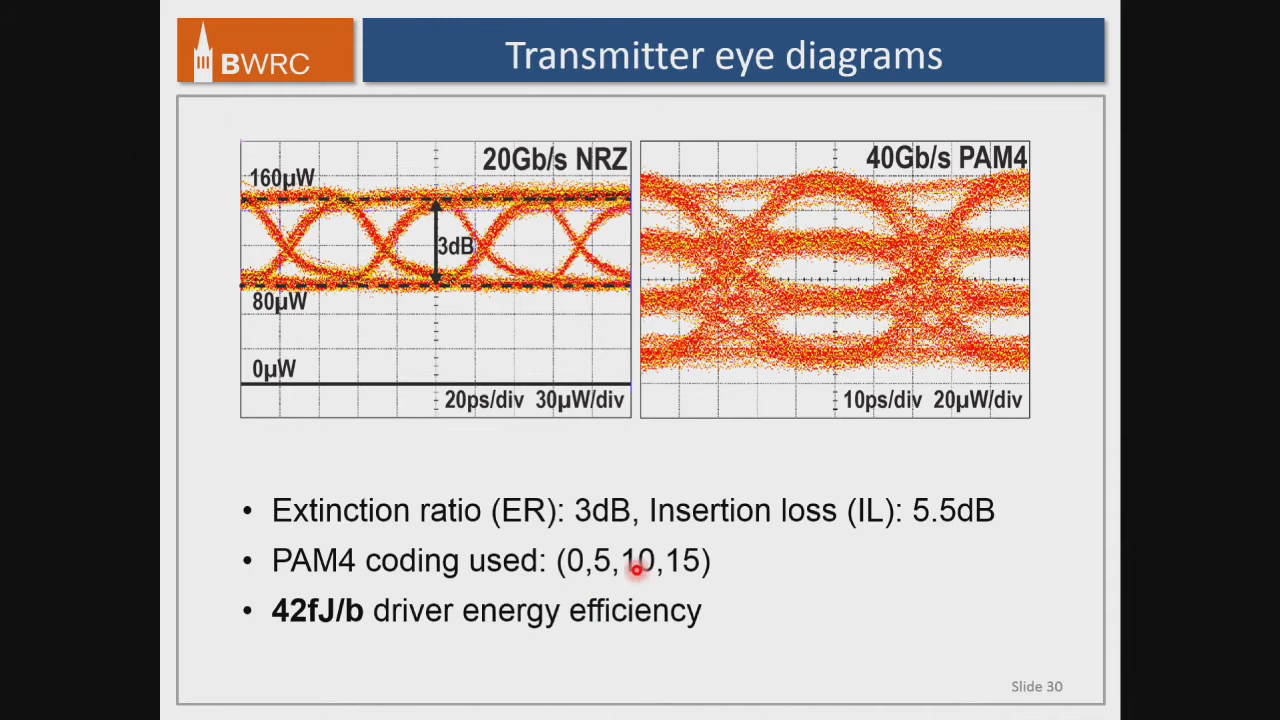 BWRC
Transmitter eye diagrams
20Gb/s NRZ
160µW
3dB
80µW
0µW
20ps/div 30µW/div
40Gb/s PAM4
10ps/div 20µW/div
• Extinction ratio (ER): 3dB, Insertion loss (IL): 5.5dB
• PAM4 coding used: (0,5,10,15)
• 42fJ/b driver energy efficiency
Slide 30